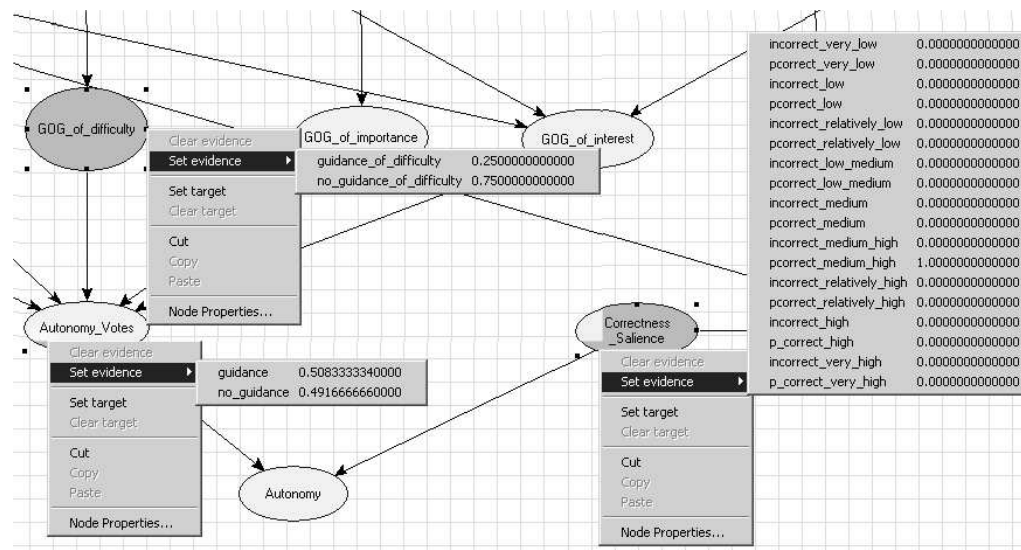 GOG_of_difficulty
GOG_of_importance
GOG_of_interest
Clear evidence
Set evidence
guidance_of_difficulty 0.2500000000000
no_guidance_of_difficulty 0.7500000000000
Set target
Clear target
Cut
Copy
Paste
Node Properties...
incorrect_very_low 0.0000000000000
pcorrect_very_low 0.0000000000000
incorrect_low 0.0000000000000
pcorrect_low 0.0000000000000
incorrect_relatively_low 0.0000000000000
pcorrect_relatively_low 0.0000000000000
incorrect_low_medium 0.0000000000000
pcorrect_low_medium 0.0000000000000
incorrect_medium 0.0000000000000
pcorrect_medium 0.0000000000000
incorrect_medium_high 0.0000000000000
pcorrect_medium_high 1.0000000000000
incorrect_relatively_high 0.0000000000000
pcorrect_relatively_high 0.0000000000000
incorrect_high 0.0000000000000
p_correct_high 0.0000000000000
incorrect_very_high 0.0000000000000
p_correct_very_high 0.0000000000000
Autonomy_Votes
Clear evidence
Set evidence
guidance 0.5083333340000
no_guidance 0.4916666660000
Set target
Clear target
Cut
Copy
Paste
Node Properties...
Correctness
_Salience
Clear evidence
Set evidence
Set target
Clear target
Cut
Copy
Paste
Node Properties...
Autonomy